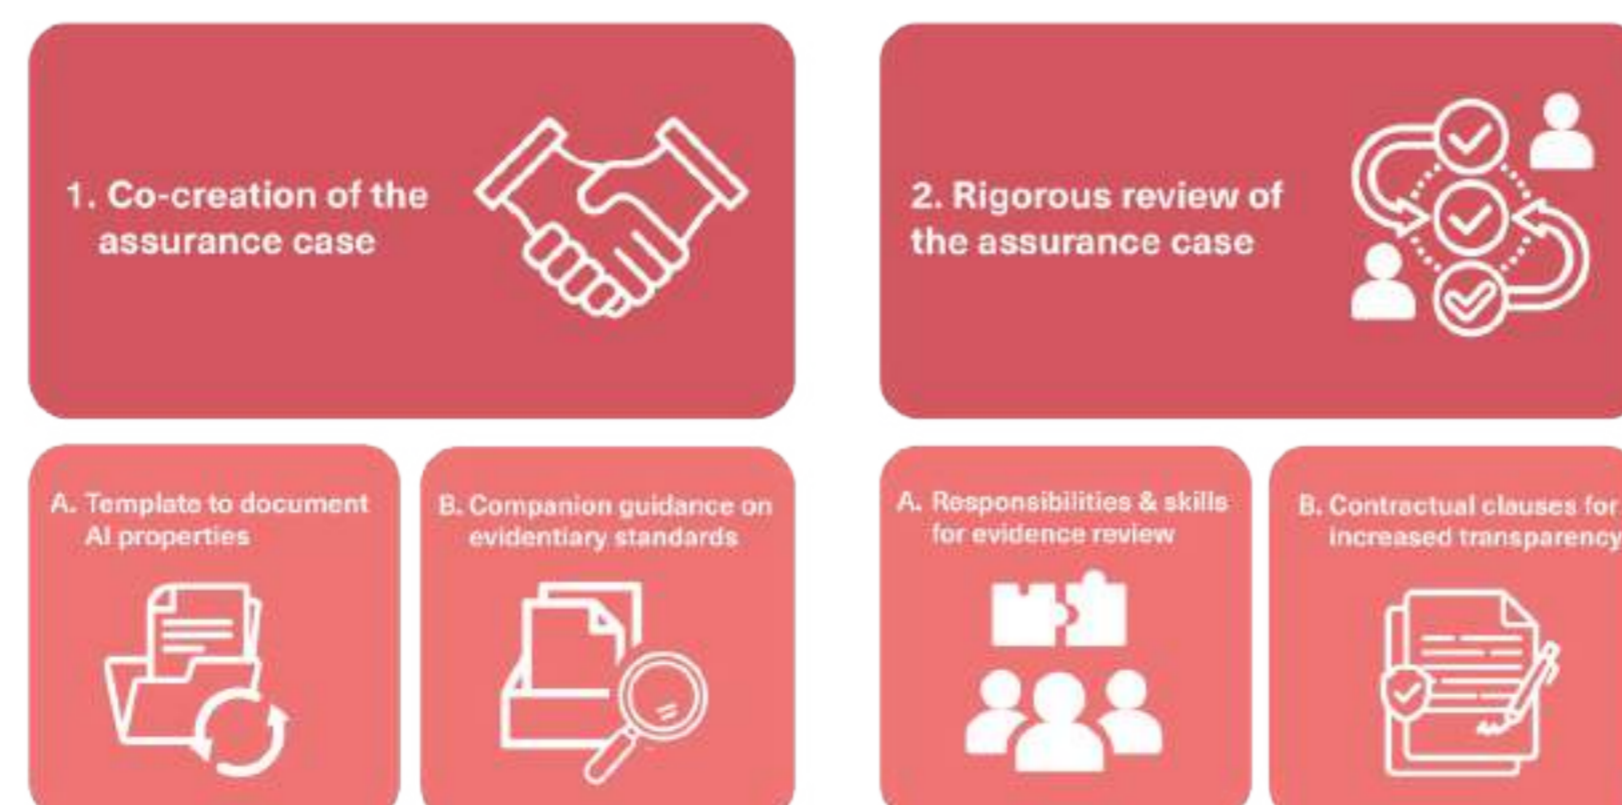 1. Co-creation of the
assurance case
2. Rigorous review of
the assurance case
A. Template to document
AI properties
B. Companion guidance on
evidentiary standards
A. Responsibilities & skills
for evidence review
B. Contractual clauses for
increased transparency